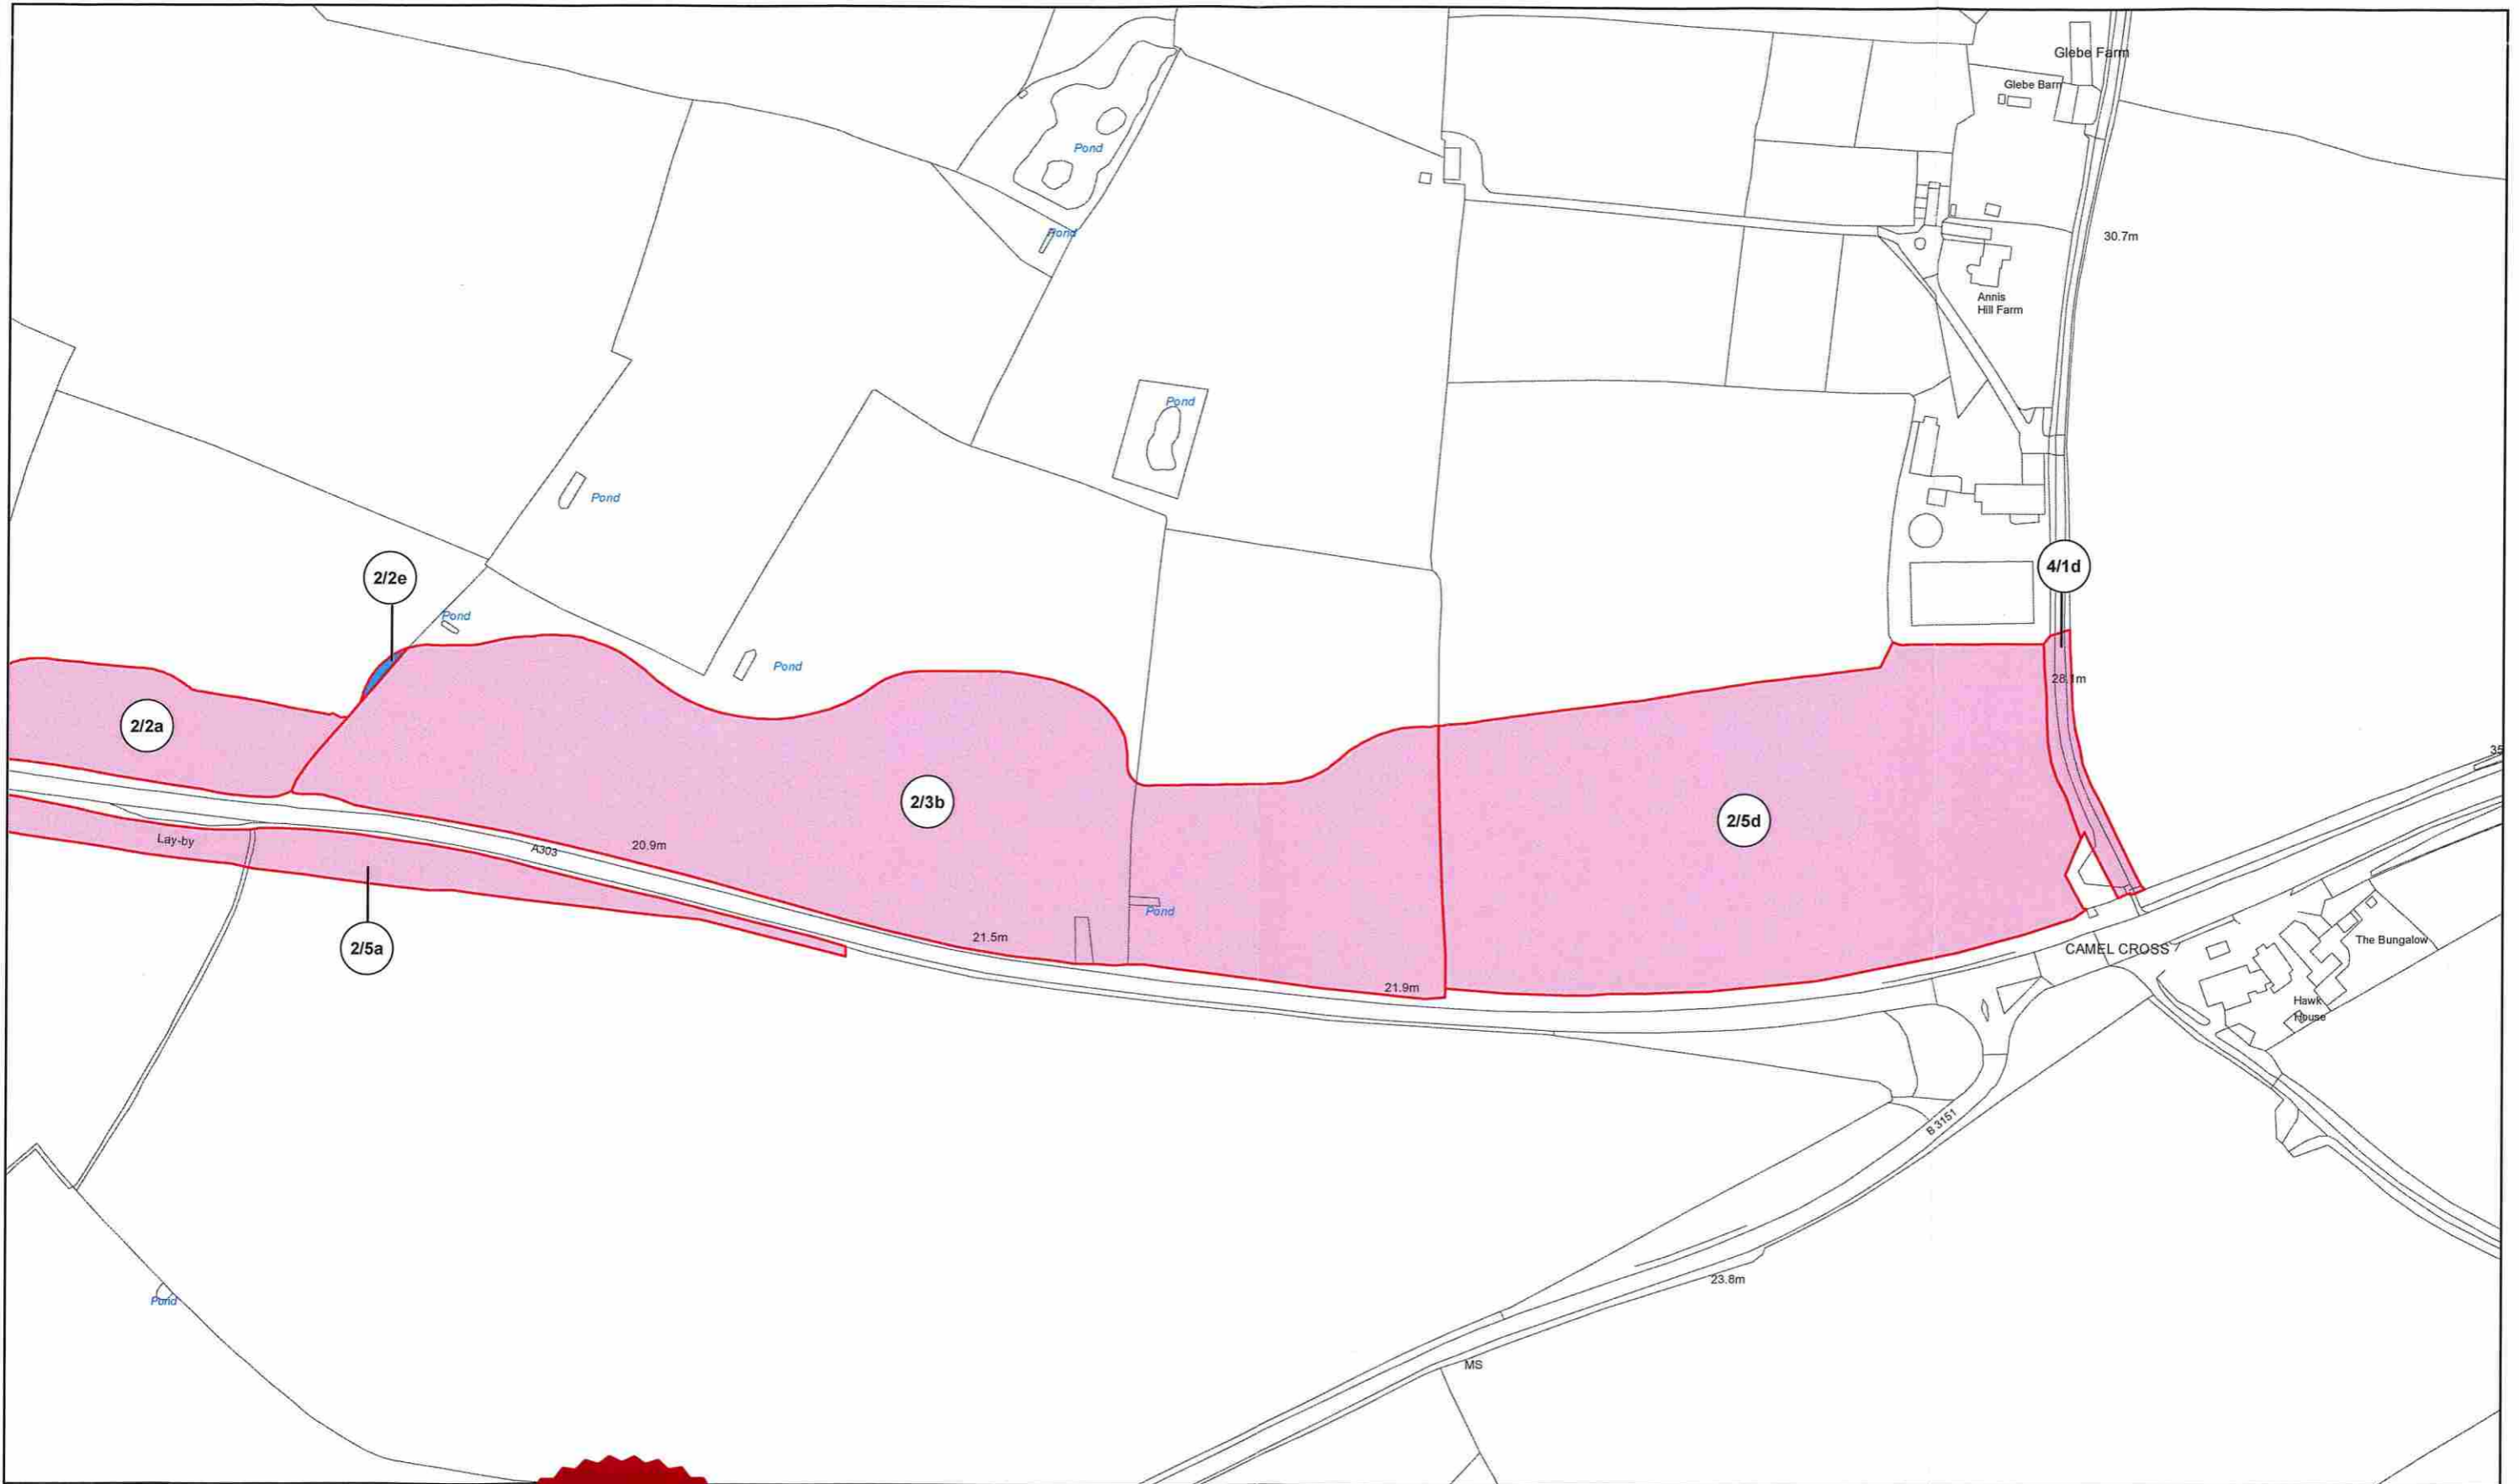 Glebe Farm
Glebe Barn
Pond
Pond
30.7m
Annis
Hill Farm
Pond
Pond
2/2e
4/1d
Pond
Pond
28.1m
2/2a
35
2/3b
2/5d
Lay-by
A303
20.9m
Pond
21.5m
2/5a
CAMEL CROSS
The Bungalow
21.9m
Hawk
House
B 3151
23.8m
Pond
MS